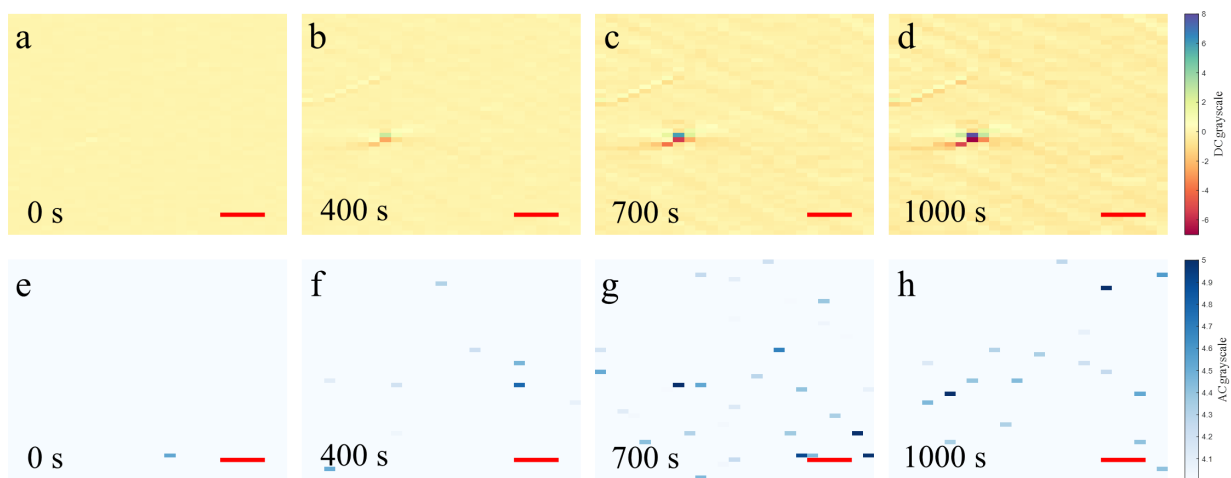 a
b
c
d
0 s
400 s
700 s
1000 s
8
6
4
2
0
-2
-4
-6
DC grayscale
e
f
g
h
0 s
400 s
700 s
1000 s
5
4.9
4.8
4.7
4.6
4.5
4.4
4.3
4.2
4.1
AC grayscale